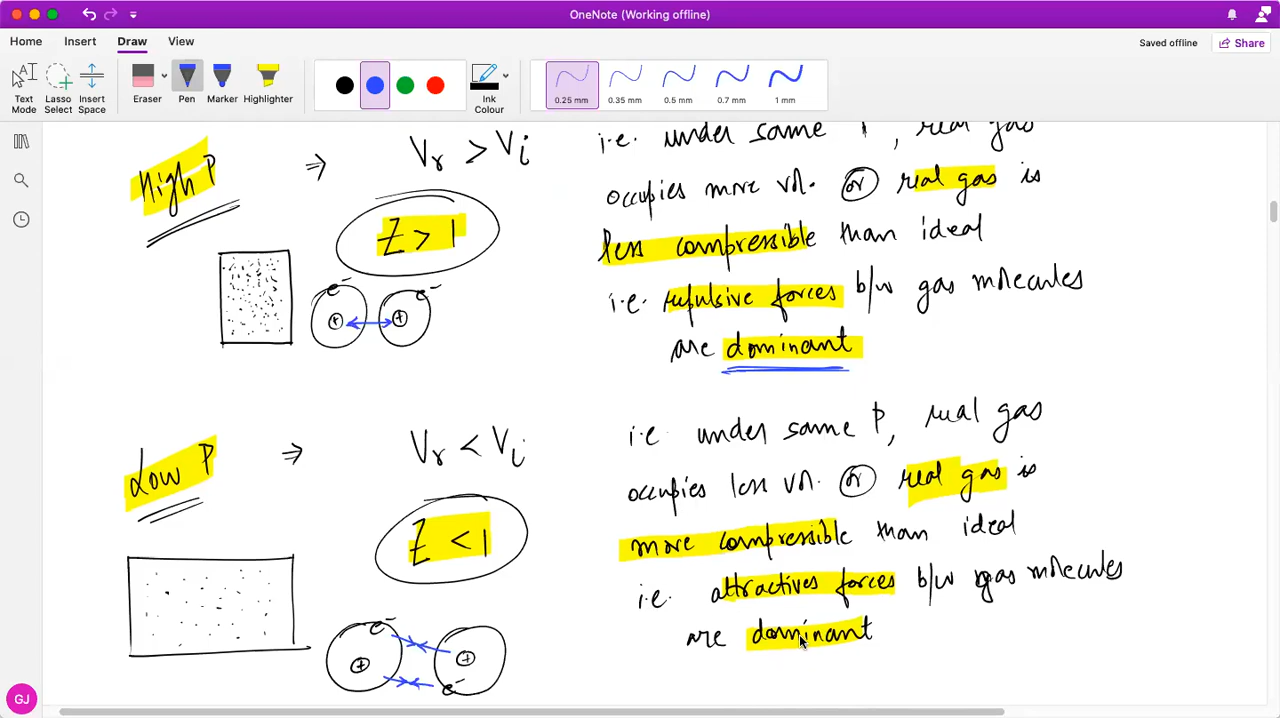 OneNote (Working offline)
Home Insert Draw View
Saved offline
Share
Text Mode
Lasso Select
Insert Space
Eraser
Pen
Marker
Highlighter
Ink Colour
0.25 mm
0.35 mm
0.5 mm
0.7 mm
1 mm
High P ⇒ Vr > Vi
i.e. under same P, real gas
occupies more vol. or real gas is
Z > 1
less compressible than ideal
i.e. repulsive forces b/w gas molecules
e⁻ e⁻
+ +
are dominant
Low P ⇒ Vr < Vi
i.e under same P, real gas
occupies less vol. or real gas is
Z < 1
more compressible than ideal
i.e. attractives forces b/w gas molecules
are dominant
e⁻
+ +
e⁻
GJ